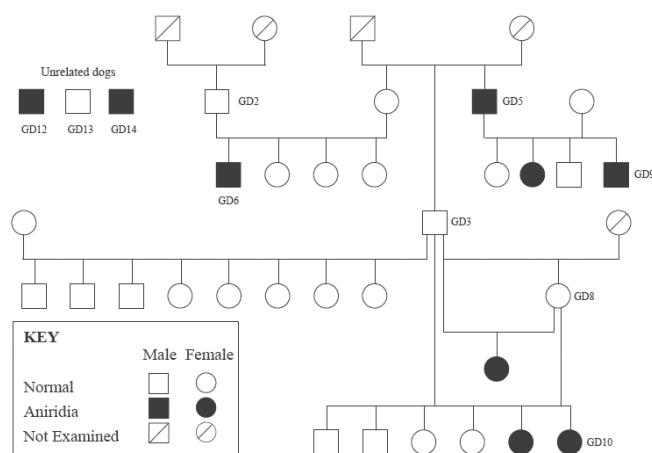 Unrelated dogs
GD12 GD13 GD14
GD2
GD5
GD6
GD9
GD3
GD8
KEY
Male Female
Normal
Aniridia
Not Examined
GD10